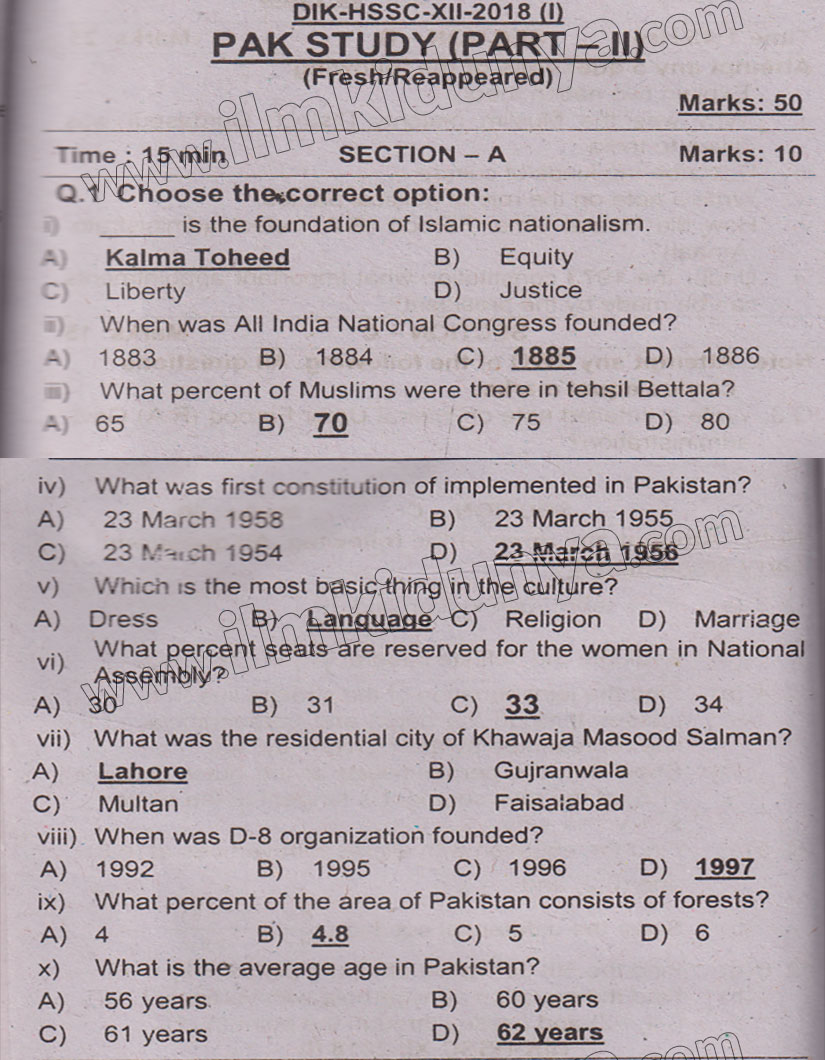 DIK-HSSC-XII-2018 (I)
PAK STUDY (PART – II)
(Fresh/Reappeared)
Marks: 50
Time : 15 min SECTION – A Marks: 10
Q.1 Choose the correct option:
i) ______ is the foundation of Islamic nationalism.
A) Kalma Toheed B) Equity
C) Liberty D) Justice
ii) When was All India National Congress founded?
A) 1883 B) 1884 C) 1885 D) 1886
iii) What percent of Muslims were there in tehsil Bettala?
A) 65 B) 70 C) 75 D) 80
iv) What was first constitution of implemented in Pakistan?
A) 23 March 1958 B) 23 March 1955
C) 23 March 1954 D) 23 March 1956
v) Which is the most basic thing in the culture?
A) Dress B) Language C) Religion D) Marriage
vi) What percent seats are reserved for the women in National
Assembly?
A) 30 B) 31 C) 33 D) 34
vii) What was the residential city of Khawaja Masood Salman?
A) Lahore B) Gujranwala
C) Multan D) Faisalabad
viii) When was D-8 organization founded?
A) 1992 B) 1995 C) 1996 D) 1997
ix) What percent of the area of Pakistan consists of forests?
A) 4 B) 4.8 C) 5 D) 6
x) What is the average age in Pakistan?
A) 56 years B) 60 years
C) 61 years D) 62 years
www.ilmkidunya.com
www.ilmkidunya.com